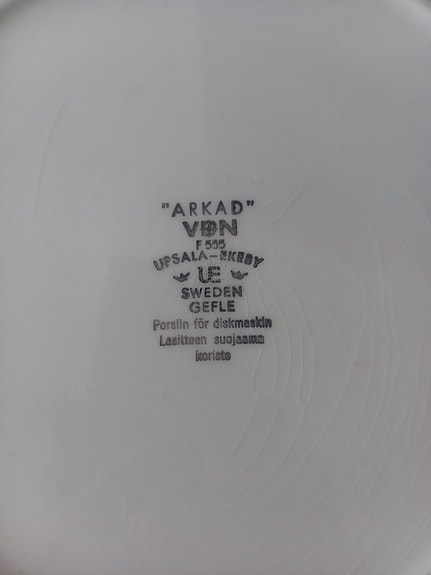 "ARKAD"
VDN
F 555
UPSALA-EKEBY
UE
SWEDEN
GEFLE
Porslin för diskmaskin
Lasitteen suojaama
koriste